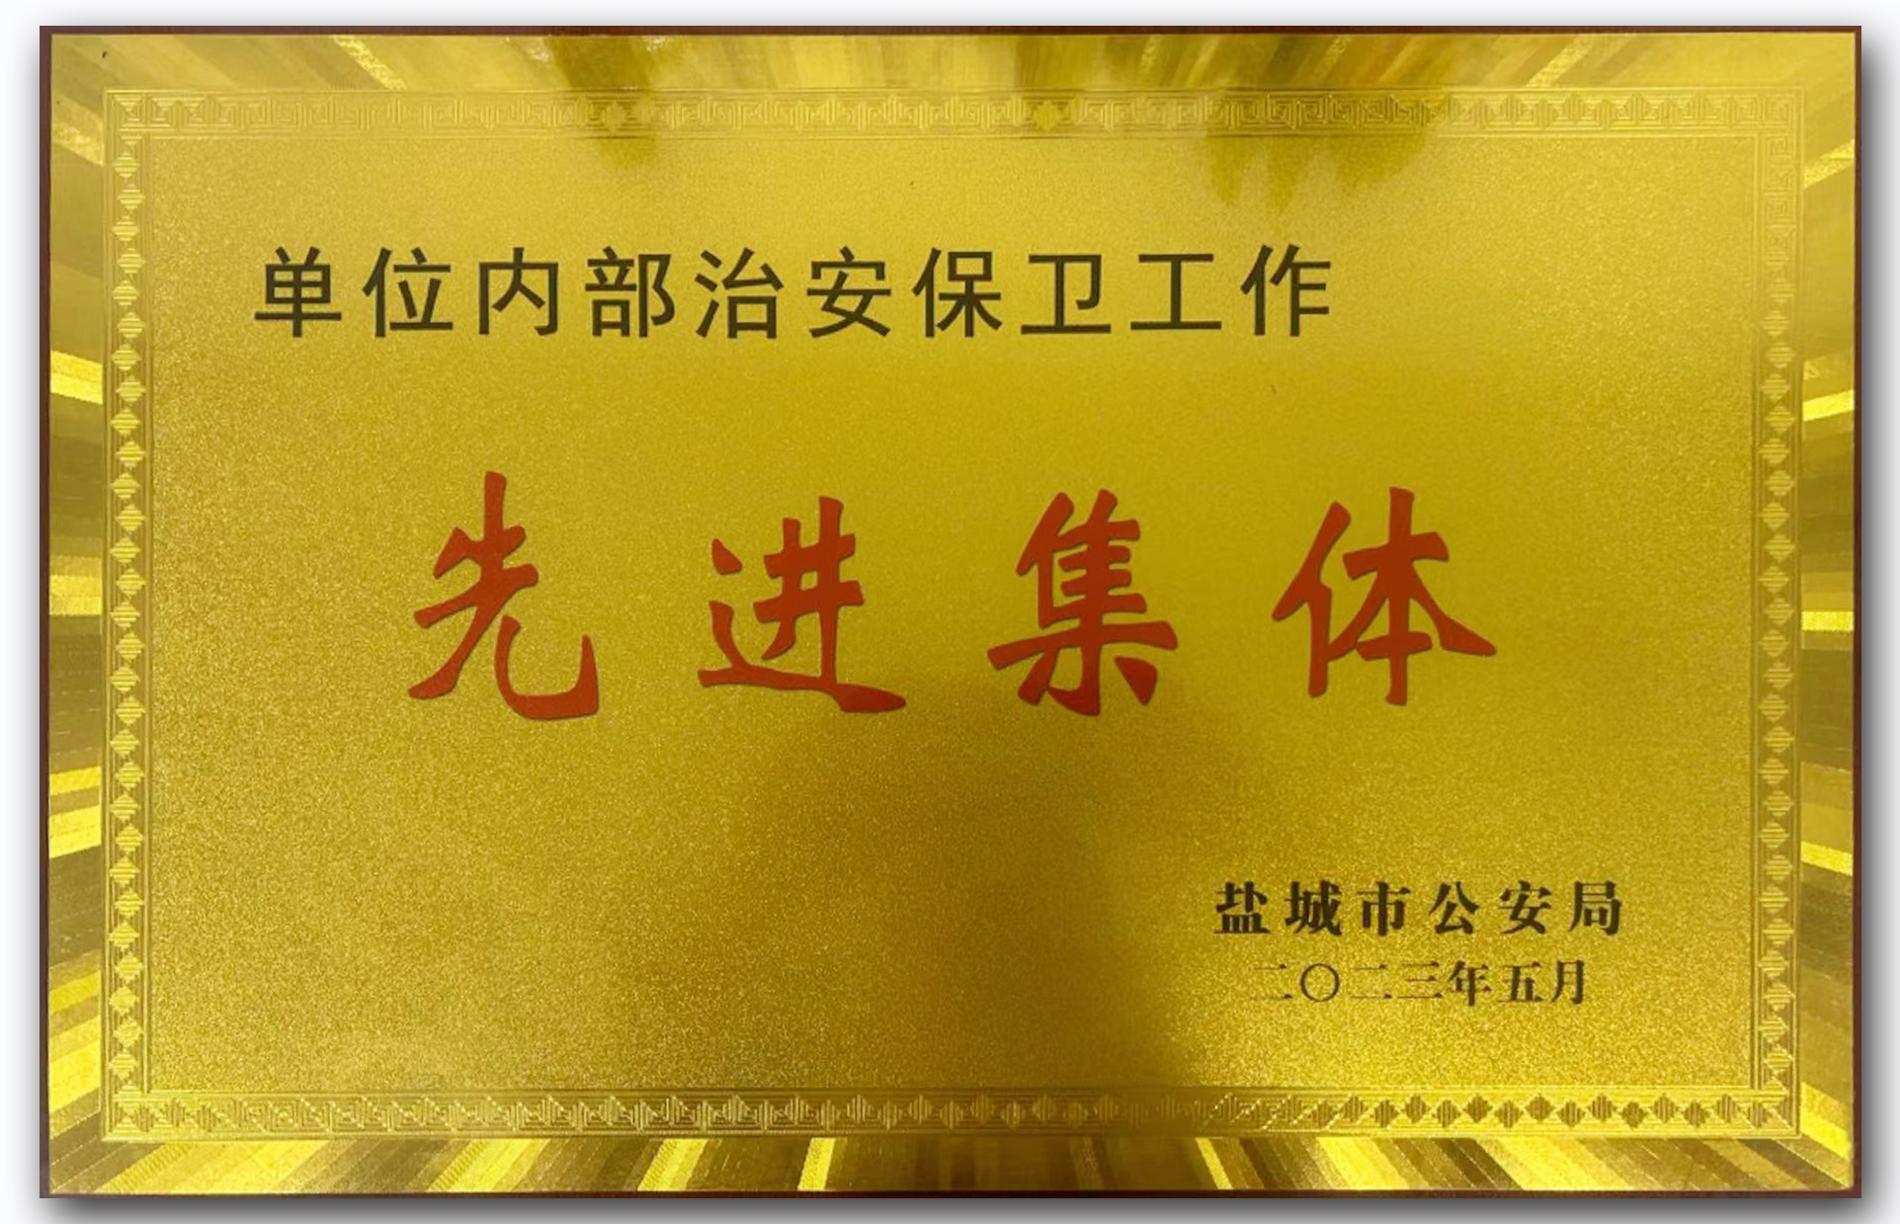 单位内部治安保卫工作
先进集体
盐城市公安局
二〇二三年五月